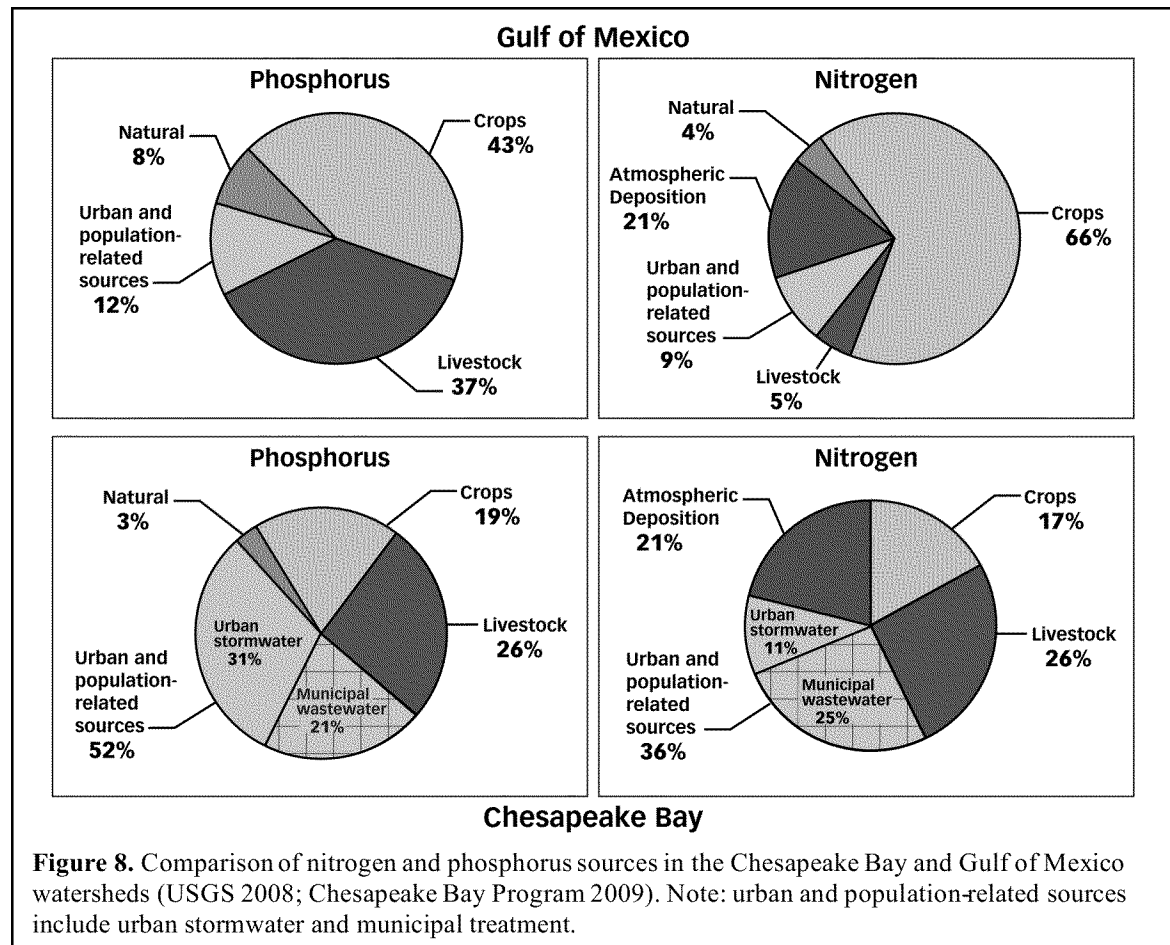 Gulf of Mexico
Phosphorus
Natural
8%
Crops
43%
Urban and
population-
related
sources
12%
Livestock
37%
Nitrogen
Natural
4%
Atmospheric
Deposition
21%
Crops
66%
Urban and
population-
related
sources
9%
Livestock
5%
Phosphorus
Natural
3%
Crops
19%
Urban
stormwater
31%
Livestock
26%
Urban and
population-
related
sources
52%
Municipal
wastewater
21%
Nitrogen
Atmospheric
Deposition
21%
Crops
17%
Urban
stormwater
11%
Livestock
26%
Urban and
population-
related
sources
36%
Municipal
wastewater
25%
Chesapeake Bay
Figure 8. Comparison of nitrogen and phosphorus sources in the Chesapeake Bay and Gulf of Mexico
watersheds (USGS 2008; Chesapeake Bay Program 2009). Note: urban and population-related sources
include urban stormwater and municipal treatment.